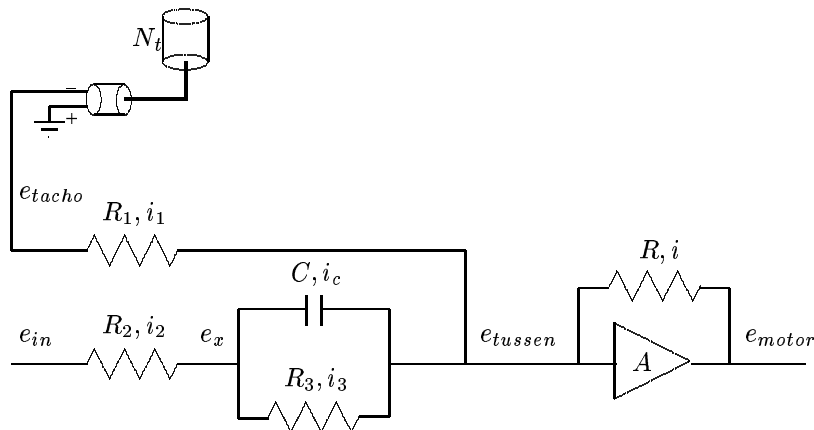 N_t
−
+
e_tacho
R_1, i_1
R, i
C, i_c
e_in
R_2, i_2
e_x
e_tussen
e_motor
R_3, i_3
A